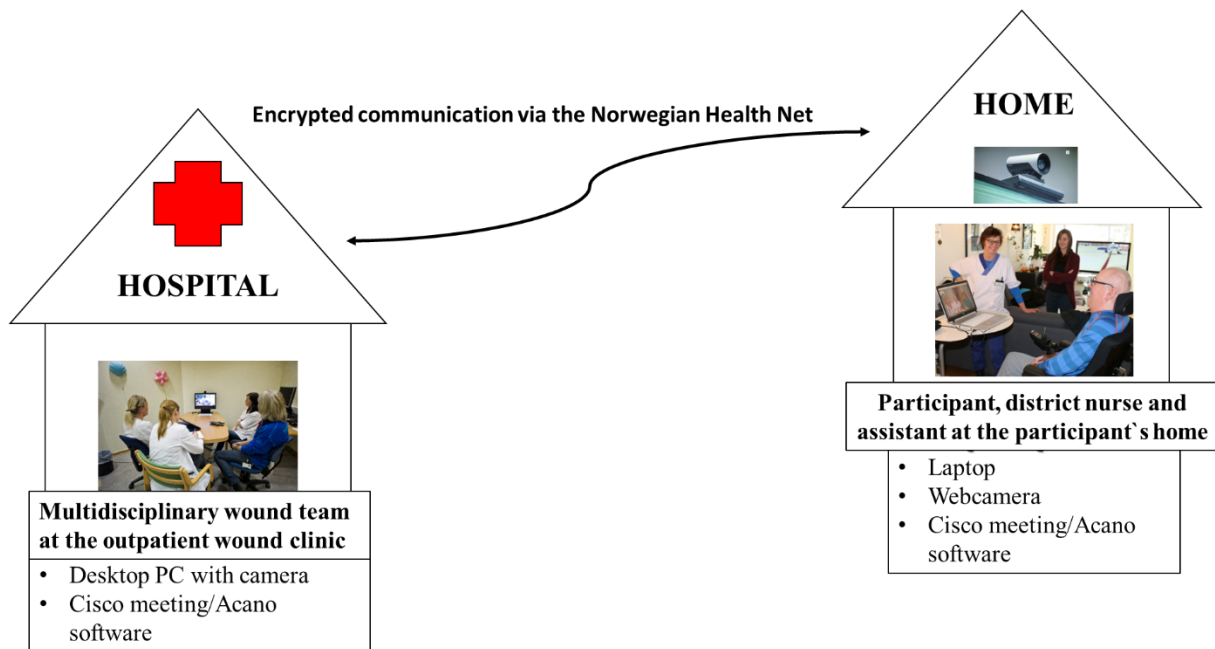 Encrypted communication via the Norwegian Health Net
HOSPITAL
Multidisciplinary wound team
at the outpatient wound clinic
• Desktop PC with camera
• Cisco meeting/Acano
software
HOME
Participant, district nurse and
assistant at the participant`s home
• Laptop
• Webcamera
• Cisco meeting/Acano
software